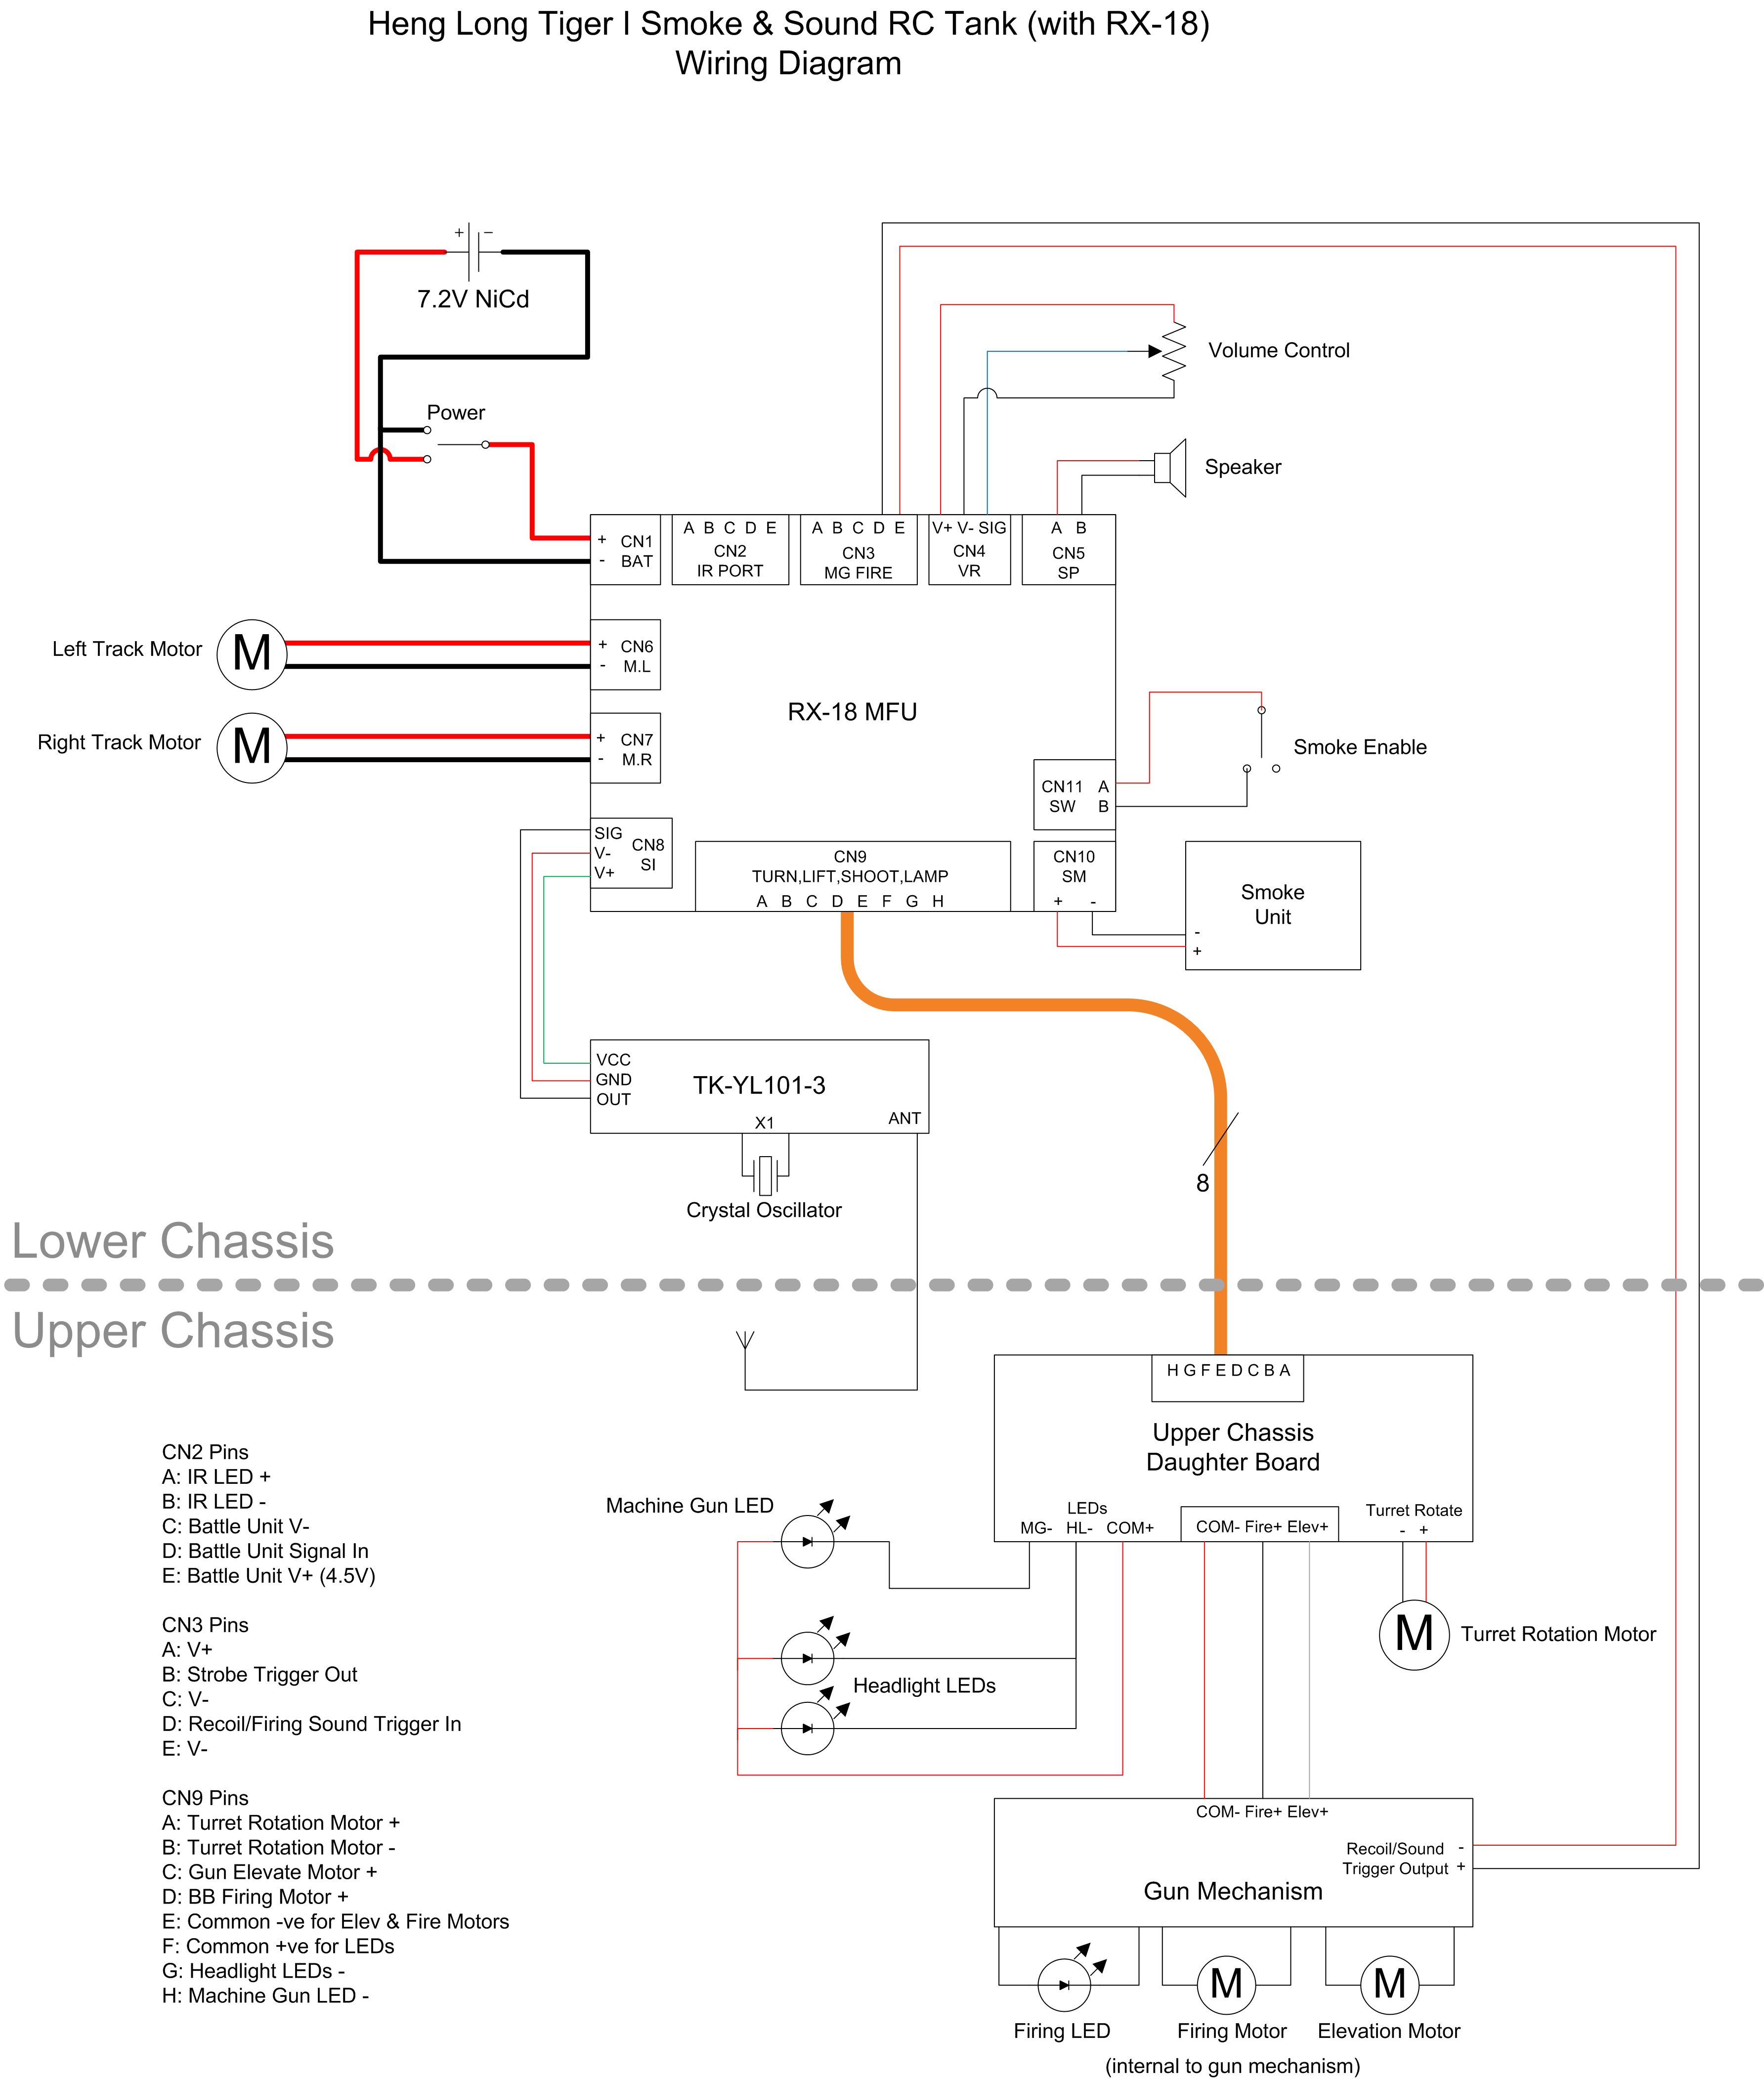 Heng Long Tiger I Smoke & Sound RC Tank (with RX-18)
Wiring Diagram
+ −
7.2V NiCd
Power
Volume Control
Speaker
+ CN1
- BAT
A B C D E
CN2
IR PORT
A B C D E
CN3
MG FIRE
V+ V- SIG
CN4
VR
A B
CN5
SP
Left Track Motor
M
+ CN6
- M.L
RX-18 MFU
Right Track Motor
M
+ CN7
- M.R
Smoke Enable
CN11 A
SW B
SIG
V-
V+
CN8
SI
CN9
TURN,LIFT,SHOOT,LAMP
A B C D E F G H
CN10
SM
+ -
Smoke
Unit
-
+
VCC
GND
OUT
TK-YL101-3
X1
ANT
Crystal Oscillator
8
Lower Chassis
Upper Chassis
H G F E D C B A
Upper Chassis
Daughter Board
LEDs
MG- HL- COM+
COM- Fire+ Elev+
Turret Rotate
- +
Machine Gun LED
M
Turret Rotation Motor
Headlight LEDs
CN2 Pins
A: IR LED +
B: IR LED -
C: Battle Unit V-
D: Battle Unit Signal In
E: Battle Unit V+ (4.5V)
CN3 Pins
A: V+
B: Strobe Trigger Out
C: V-
D: Recoil/Firing Sound Trigger In
E: V-
CN9 Pins
A: Turret Rotation Motor +
B: Turret Rotation Motor -
C: Gun Elevate Motor +
D: BB Firing Motor +
E: Common -ve for Elev & Fire Motors
F: Common +ve for LEDs
G: Headlight LEDs -
H: Machine Gun LED -
COM- Fire+ Elev+
Recoil/Sound -
Trigger Output +
Gun Mechanism
M
M
Firing LED
Firing Motor
Elevation Motor
(internal to gun mechanism)